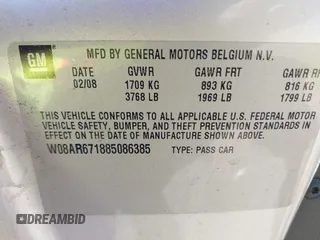 GM
MFD BY GENERAL MOTORS BELGIUM N.V.
DATE GVWR GAWR FRT GAWR RR
02/08 1709 KG 893 KG 816 KG
3768 LB 1969 LB 1799 LB
THIS VEHICLE CONFORMS TO ALL APPLICABLE U.S. FEDERAL MOTOR
VEHICLE SAFETY, BUMPER, AND THEFT PREVENTION STANDARDS IN
EFFECT ON THE DATE OF MANUFACTURE SHOWN ABOVE.
W08AR671885086385 TYPE: PASS CAR
DREAMBID